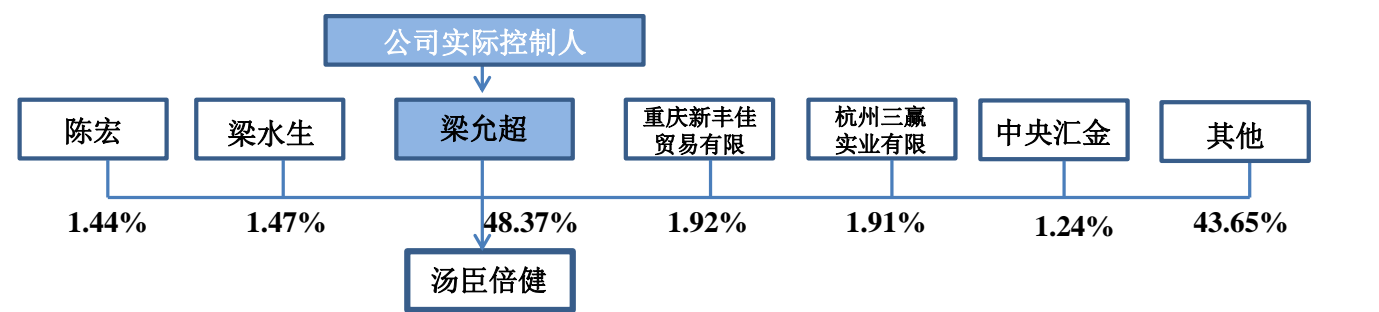 公司实际控制人
陈宏
梁水生
梁允超
重庆新丰佳
贸易有限
杭州三赢
实业有限
中央汇金
其他
1.44%
1.47%
48.37%
1.92%
1.91%
1.24%
43.65%
汤臣倍健